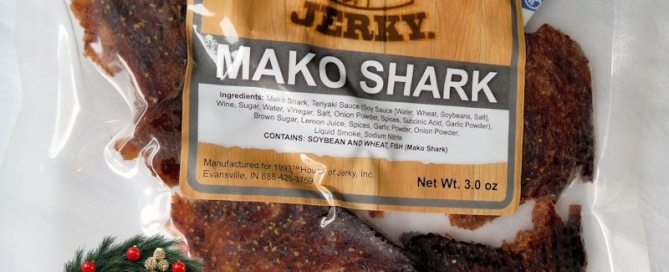 JERKY.
MAKO SHARK
Ingredients: Mako Shark, Teriyaki Sauce (Soy Sauce [Water, Wheat, Soybeans, Salt],
Wine, Sugar, Water, Vinegar, Salt, Onion Powder, Spices, Succinic Acid, Garlic Powder),
Brown Sugar, Lemon Juice, Spices, Garlic Powder, Onion Powder,
Liquid Smoke, Sodium Nitrite.
CONTAINS: SOYBEAN AND WHEAT, FISH (Mako Shark)
Manufactured for 1993™ House of Jerky, Inc.
Evansville, IN 888-425-3759
Net Wt. 3.0 oz